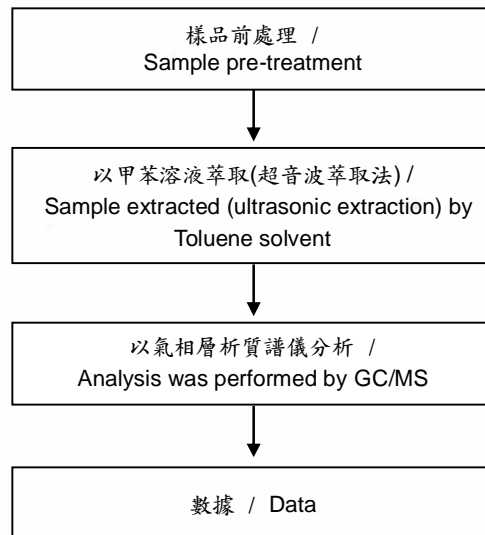 樣品前處理 /
Sample pre-treatment
以甲苯溶液萃取(超音波萃取法) /
Sample extracted (ultrasonic extraction) by
Toluene solvent
以氣相層析質譜儀分析 /
Analysis was performed by GC/MS
數據 / Data